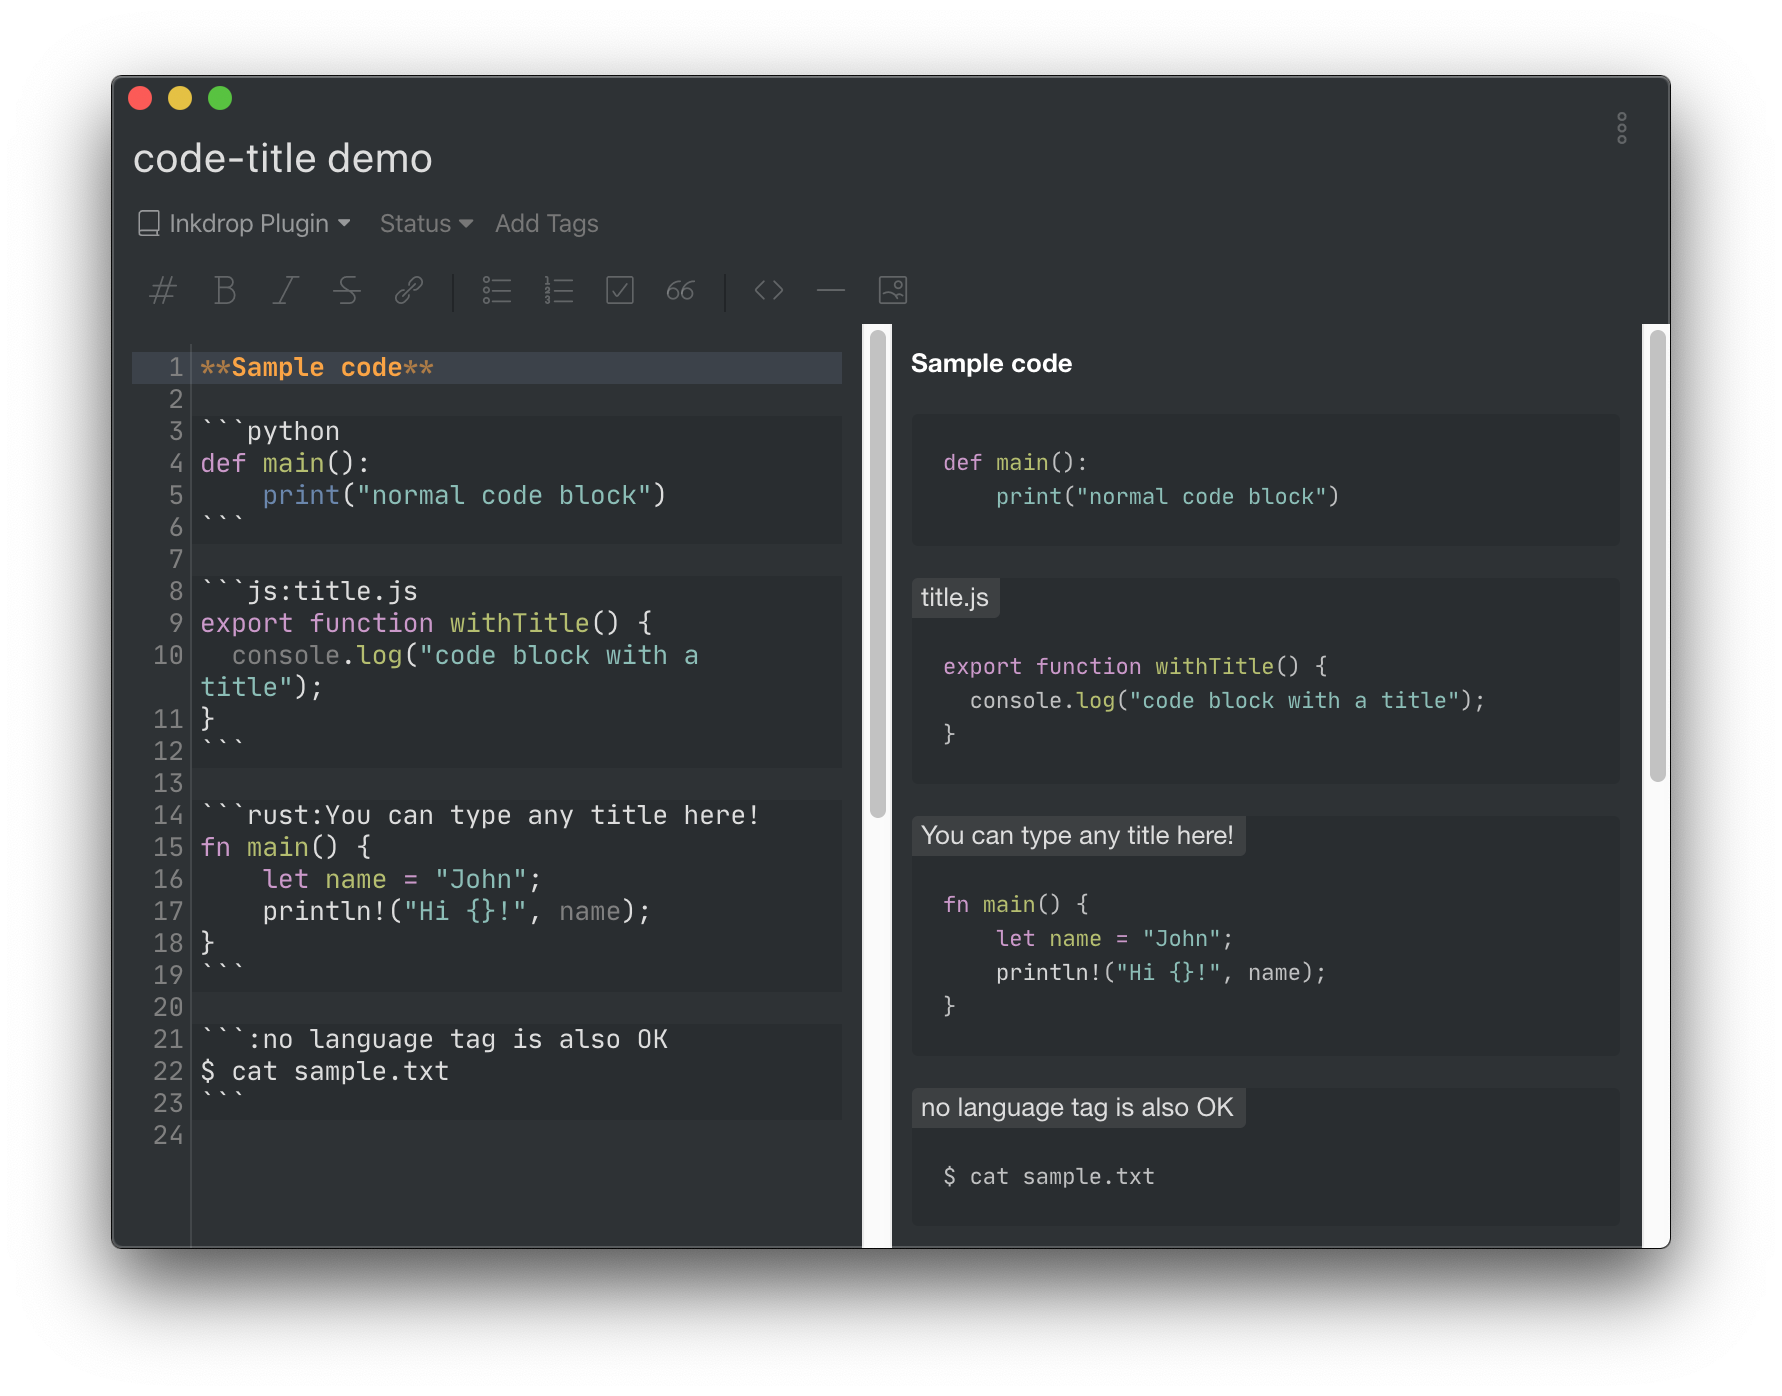 code-title demo
Inkdrop Plugin Status Add Tags
1 **Sample code**
2
3 ```python
4 def main():
5     print("normal code block")
6 ```
7
8 ```js:title.js
9 export function withTitle() {
10   console.log("code block with a
title");
11 }
12 ```
13
14 ```rust:You can type any title here!
15 fn main() {
16     let name = "John";
17     println!("Hi {}!", name);
18 }
19 ```
20
21 ```:no language tag is also OK
22 $ cat sample.txt
23 ```
24
Sample code
def main():
    print("normal code block")
title.js
export function withTitle() {
  console.log("code block with a title");
}
You can type any title here!
fn main() {
    let name = "John";
    println!("Hi {}!", name);
}
no language tag is also OK
$ cat sample.txt